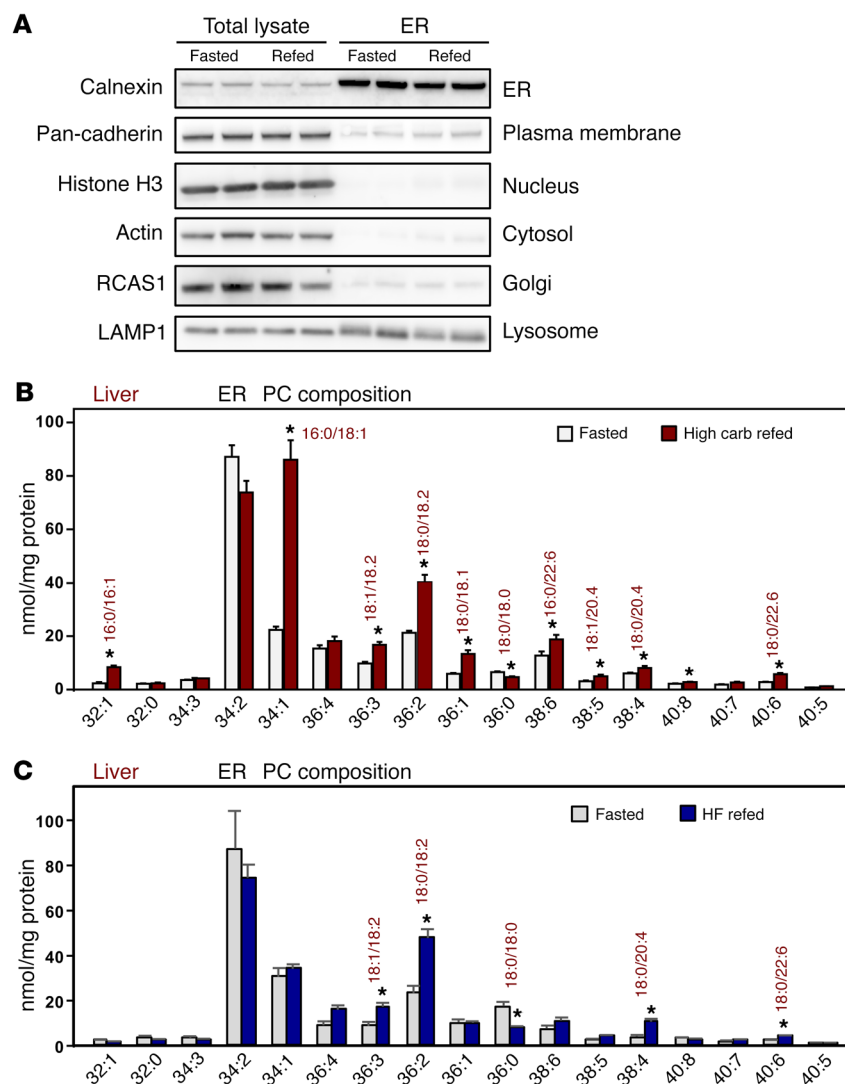 A
Total lysate ER
Fasted Refed Fasted Refed
Calnexin ER
Pan-cadherin Plasma membrane
Histone H3 Nucleus
Actin Cytosol
RCAS1 Golgi
LAMP1 Lysosome
B Liver ER PC composition
nmol/mg protein
100
80
60
40
20
0
Fasted High carb refed
* 16:0/16:1
* 16:0/18:1
* 18:1/18.2
* 18:0/18.2
* 18:0/18.1
* 18:0/18.0
* 16:0/22:6
* 18:1/20.4
* 18:0/20.4
*
* 18:0/22.6
32:1 32:0 34:3 34:2 34:1 36:4 36:3 36:2 36:1 36:0 38:6 38:5 38:4 40:8 40:7 40:6 40:5
C Liver ER PC composition
nmol/mg protein
100
80
60
40
20
0
Fasted HF refed
* 18:1/18:2
* 18:0/18:2
* 18:0/18:0
* 18:0/20:4
* 18:0/22:6
32:1 32:0 34:3 34:2 34:1 36:4 36:3 36:2 36:1 36:0 38:6 38:5 38:4 40:8 40:7 40:6 40:5